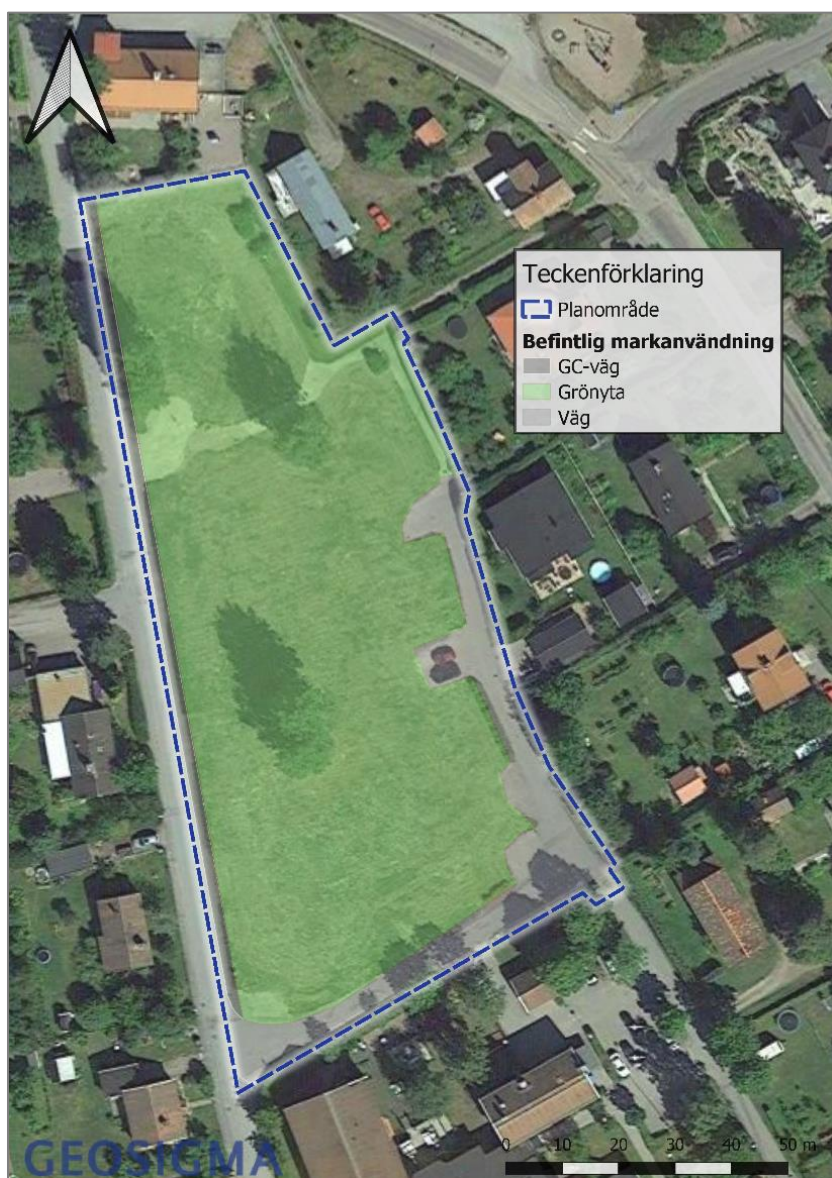 Teckenförklaring
Planområde
Befintlig markanvändning
GC-väg
Grönyta
Väg
GEOSIGMA
0 10 20 30 40 50 m